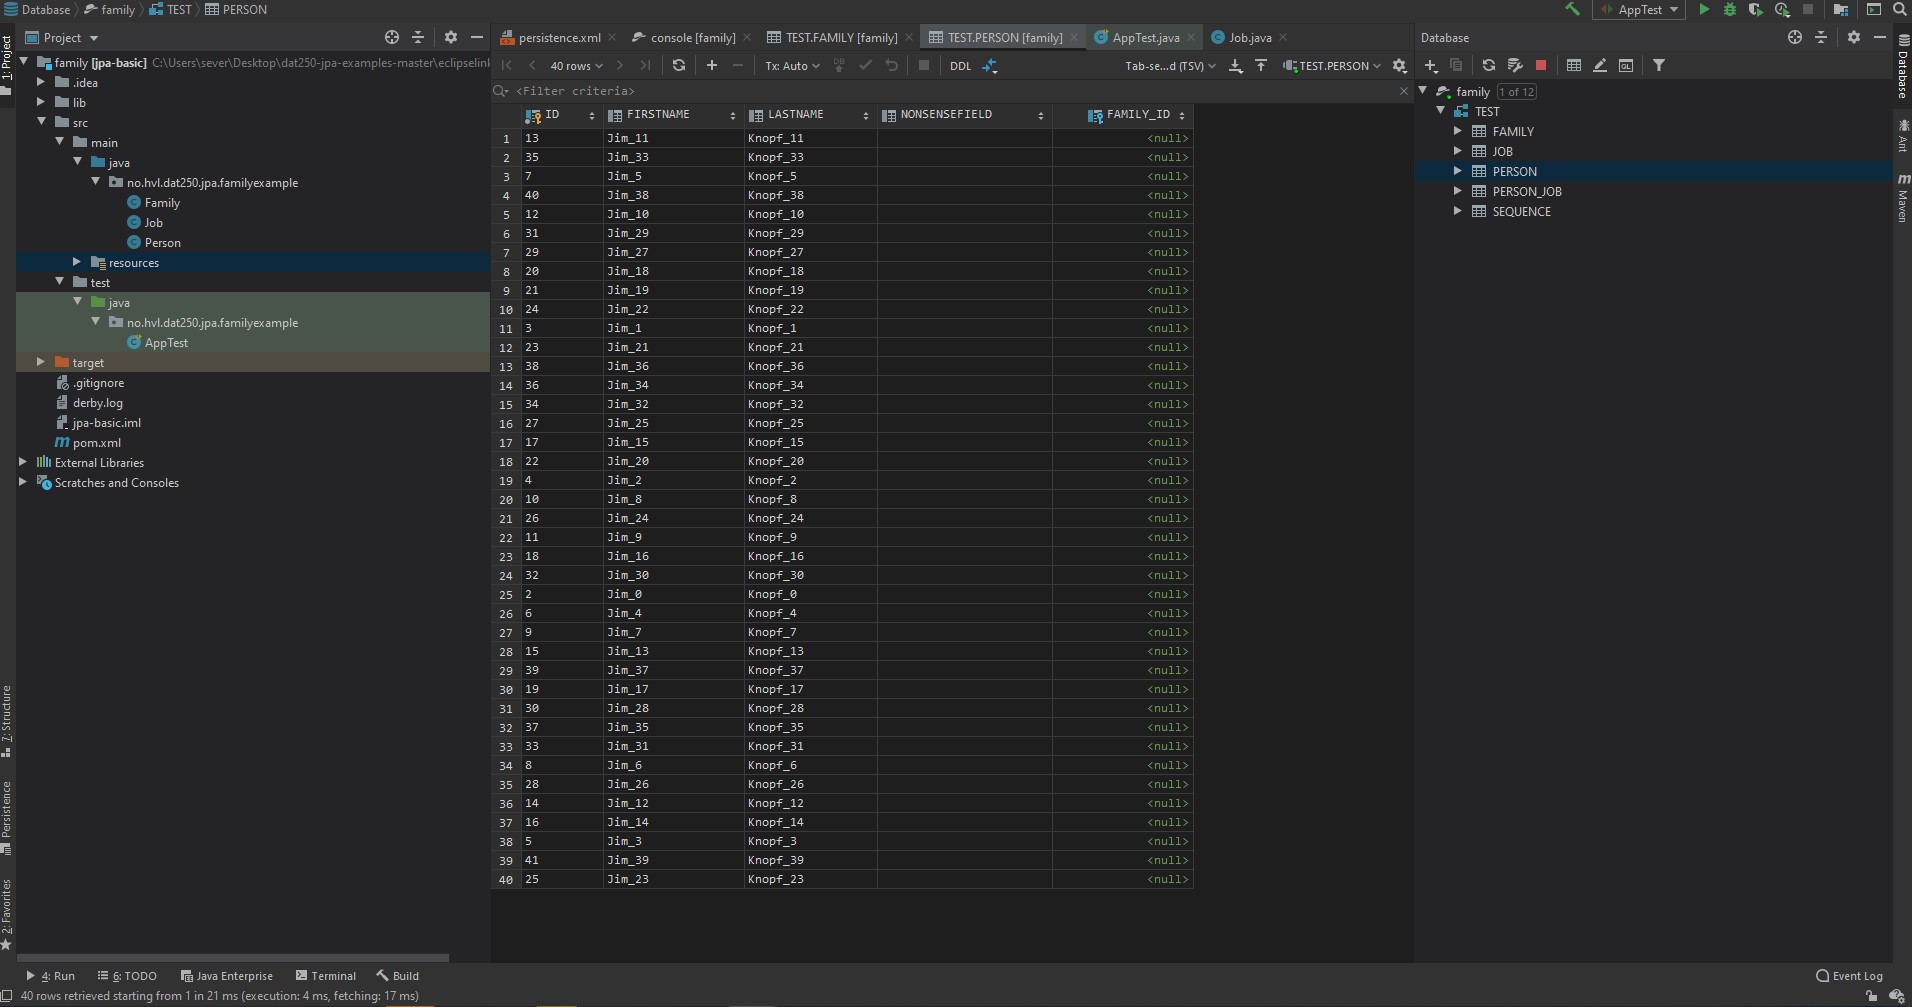 Database family TEST PERSON AppTest
Project
persistence.xml console [family] TEST.FAMILY [family] TEST.PERSON [family] AppTest.java Job.java
Database
1: Project
family [jpa-basic] C:\Users\sever\Desktop\dat250-jpa-examples-master\eclipselink
.idea
lib
src
main
java
no.hvl.dat250.jpa.familyexample
Family
Job
Person
resources
test
java
no.hvl.dat250.jpa.familyexample
AppTest
target
.gitignore
derby.log
jpa-basic.iml
pom.xml
External Libraries
Scratches and Consoles
7: Structure
Persistence
2: Favorites
40 rows Tx: Auto DB DDL Tab-se...d (TSV) TEST.PERSON
<Filter criteria>
ID FIRSTNAME LASTNAME NONSENSEFIELD FAMILY_ID
1 13 Jim_11 Knopf_11 <null>
2 35 Jim_33 Knopf_33 <null>
3 7 Jim_5 Knopf_5 <null>
4 40 Jim_38 Knopf_38 <null>
5 12 Jim_10 Knopf_10 <null>
6 31 Jim_29 Knopf_29 <null>
7 29 Jim_27 Knopf_27 <null>
8 20 Jim_18 Knopf_18 <null>
9 21 Jim_19 Knopf_19 <null>
10 24 Jim_22 Knopf_22 <null>
11 3 Jim_1 Knopf_1 <null>
12 23 Jim_21 Knopf_21 <null>
13 38 Jim_36 Knopf_36 <null>
14 36 Jim_34 Knopf_34 <null>
15 34 Jim_32 Knopf_32 <null>
16 27 Jim_25 Knopf_25 <null>
17 17 Jim_15 Knopf_15 <null>
18 22 Jim_20 Knopf_20 <null>
19 4 Jim_2 Knopf_2 <null>
20 10 Jim_8 Knopf_8 <null>
21 26 Jim_24 Knopf_24 <null>
22 11 Jim_9 Knopf_9 <null>
23 18 Jim_16 Knopf_16 <null>
24 32 Jim_30 Knopf_30 <null>
25 2 Jim_0 Knopf_0 <null>
26 6 Jim_4 Knopf_4 <null>
27 9 Jim_7 Knopf_7 <null>
28 15 Jim_13 Knopf_13 <null>
29 39 Jim_37 Knopf_37 <null>
30 19 Jim_17 Knopf_17 <null>
31 30 Jim_28 Knopf_28 <null>
32 37 Jim_35 Knopf_35 <null>
33 33 Jim_31 Knopf_31 <null>
34 8 Jim_6 Knopf_6 <null>
35 28 Jim_26 Knopf_26 <null>
36 14 Jim_12 Knopf_12 <null>
37 16 Jim_14 Knopf_14 <null>
38 5 Jim_3 Knopf_3 <null>
39 41 Jim_39 Knopf_39 <null>
40 25 Jim_23 Knopf_23 <null>
family 1 of 12
TEST
FAMILY
JOB
PERSON
PERSON_JOB
SEQUENCE
Database
Ant
m Maven
4: Run 6: TODO Java Enterprise Terminal Build Event Log
40 rows retrieved starting from 1 in 21 ms (execution: 4 ms, fetching: 17 ms)